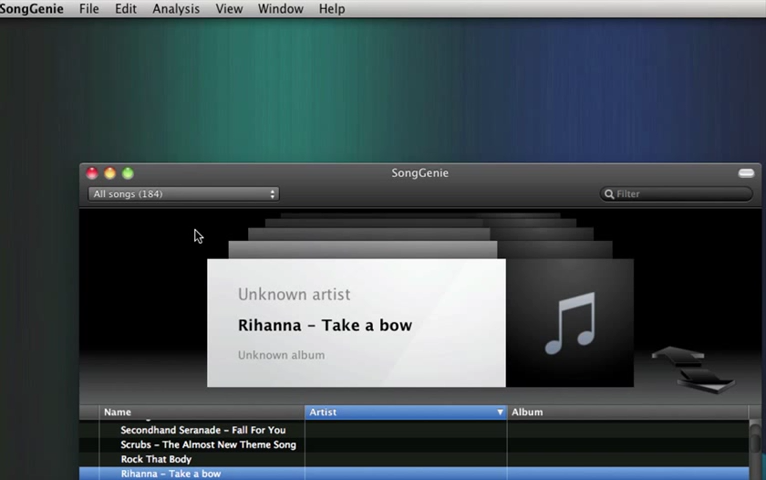 SongGenie File Edit Analysis View Window Help
SongGenie
All songs (184)
Filter
Unknown artist
Rihanna – Take a bow
Unknown album
Name Artist Album
Secondhand Seranade – Fall For You
Scrubs – The Almost New Theme Song
Rock That Body
Rihanna – Take a bow